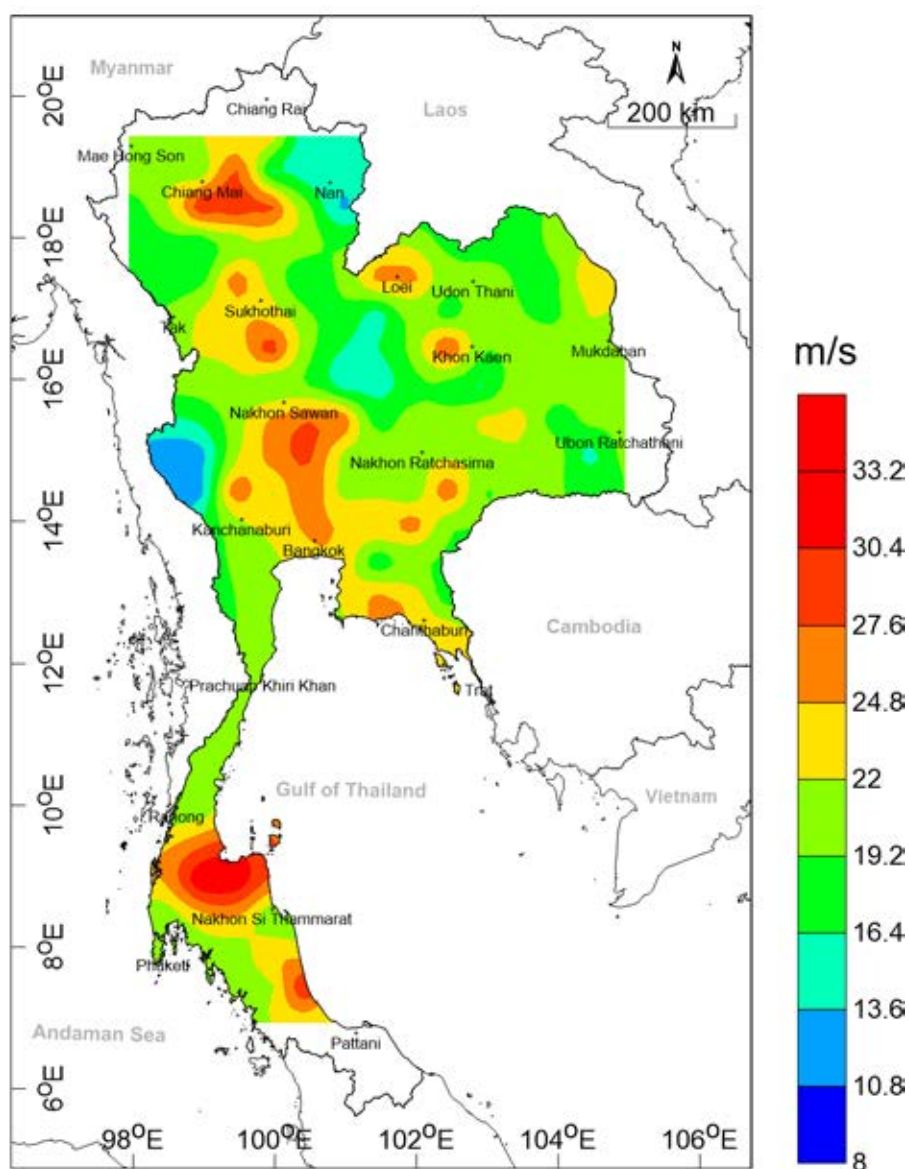 Myanmar
N
20°E
Chiang Rai
Laos
200 km
Mae Hong Son
Chiang Mai
Nan
18°E
Loei
Udon Thani
Sukhothai
Tak
Khon Kaen
Mukdahan
16°E
m/s
Nakhon Sawan
Ubon Ratchathani
Nakhon Ratchasima
33.2
14°E
Kanchanaburi
Bangkok
30.4
Chanthaburi
Cambodia
27.6
12°E
Prachuap Khiri Khan
Trat
24.8
Gulf of Thailand
Vietnam
22
10°E
Ranong
19.2
Nakhon Si Thammarat
16.4
8°E
Phuket
13.6
Andaman Sea
Pattani
10.8
6°E
8
98°E 100°E 102°E 104°E 106°E